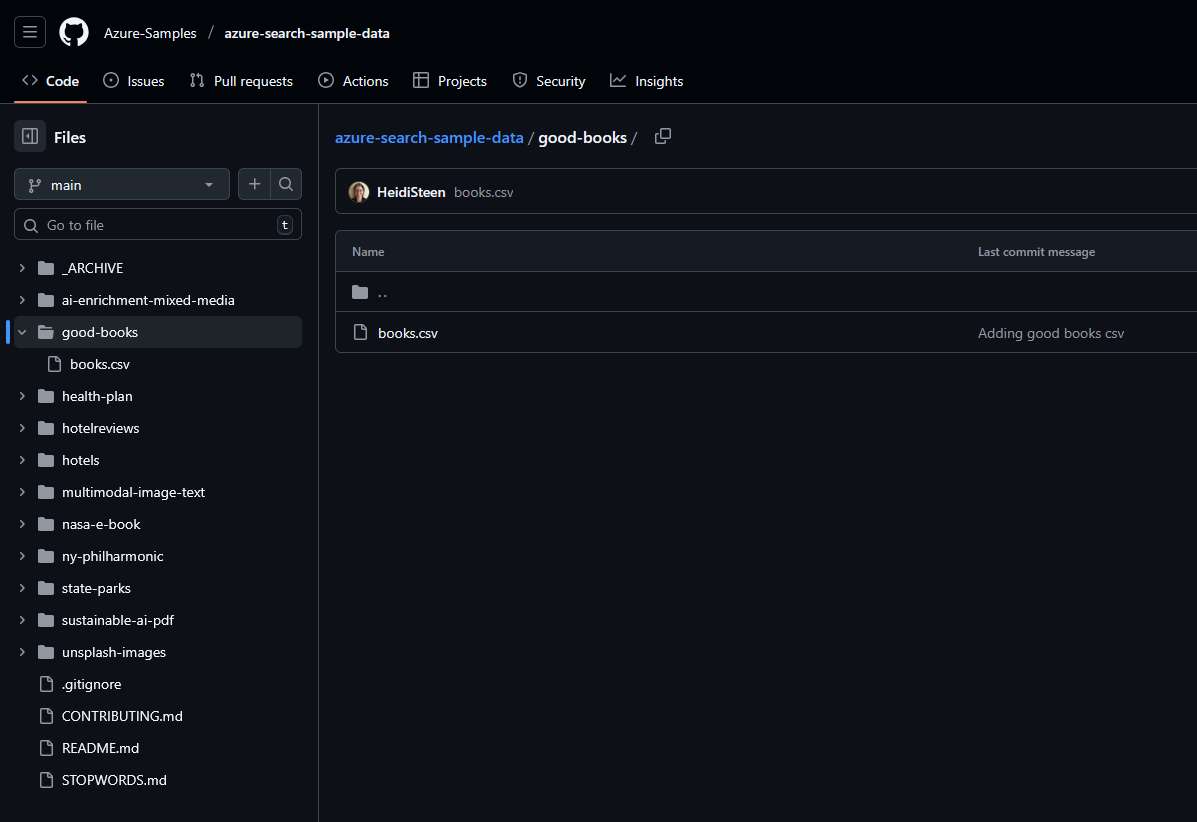 Azure-Samples / azure-search-sample-data
Code Issues Pull requests Actions Projects Security Insights
Files
main
Go to file t
_ARCHIVE
ai-enrichment-mixed-media
good-books
books.csv
health-plan
hotelreviews
hotels
multimodal-image-text
nasa-e-book
ny-philharmonic
state-parks
sustainable-ai-pdf
unsplash-images
.gitignore
CONTRIBUTING.md
README.md
STOPWORDS.md
azure-search-sample-data / good-books /
HeidiSteen books.csv
Name Last commit message
..
books.csv Adding good books csv